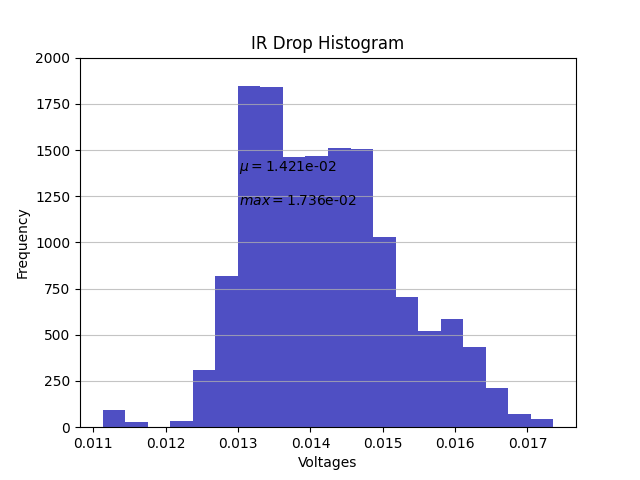 IR Drop Histogram
2000
1750
1500
1250
1000
750
500
250
0
Frequency
μ = 1.421e-02
max = 1.736e-02
0.011 0.012 0.013 0.014 0.015 0.016 0.017
Voltages